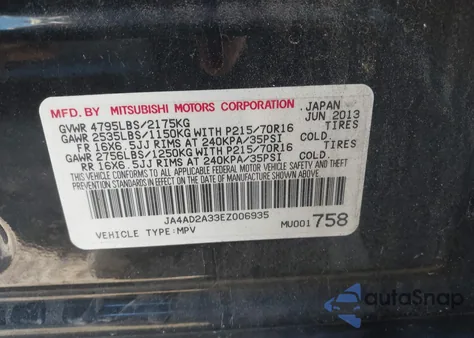 MFD. BY MITSUBISHI MOTORS CORPORATION JAPAN
GVWR 4795LBS/2175KG JUN 2013
GAWR 2535LBS/1150KG WITH P215/70R16 TIRES
FR 16X6.5JJ RIMS AT 240KPA/35PSI COLD.
GAWR 2756LBS/1250KG WITH P215/70R16 TIRES
RR 16X6.5JJ RIMS AT 240KPA/35PSI COLD.
THIS VEHICLE CONFORMS TO ALL APPLICABLE FEDERAL MOTOR
VEHICLE SAFETY AND THEFT PREVENTION STANDARDS IN EFFECT
ON THE DATE OF MANUFACTURE SHOWN ABOVE.
JA4AD2A33EZ006935
VEHICLE TYPE:MPV MU001758
autoSnap